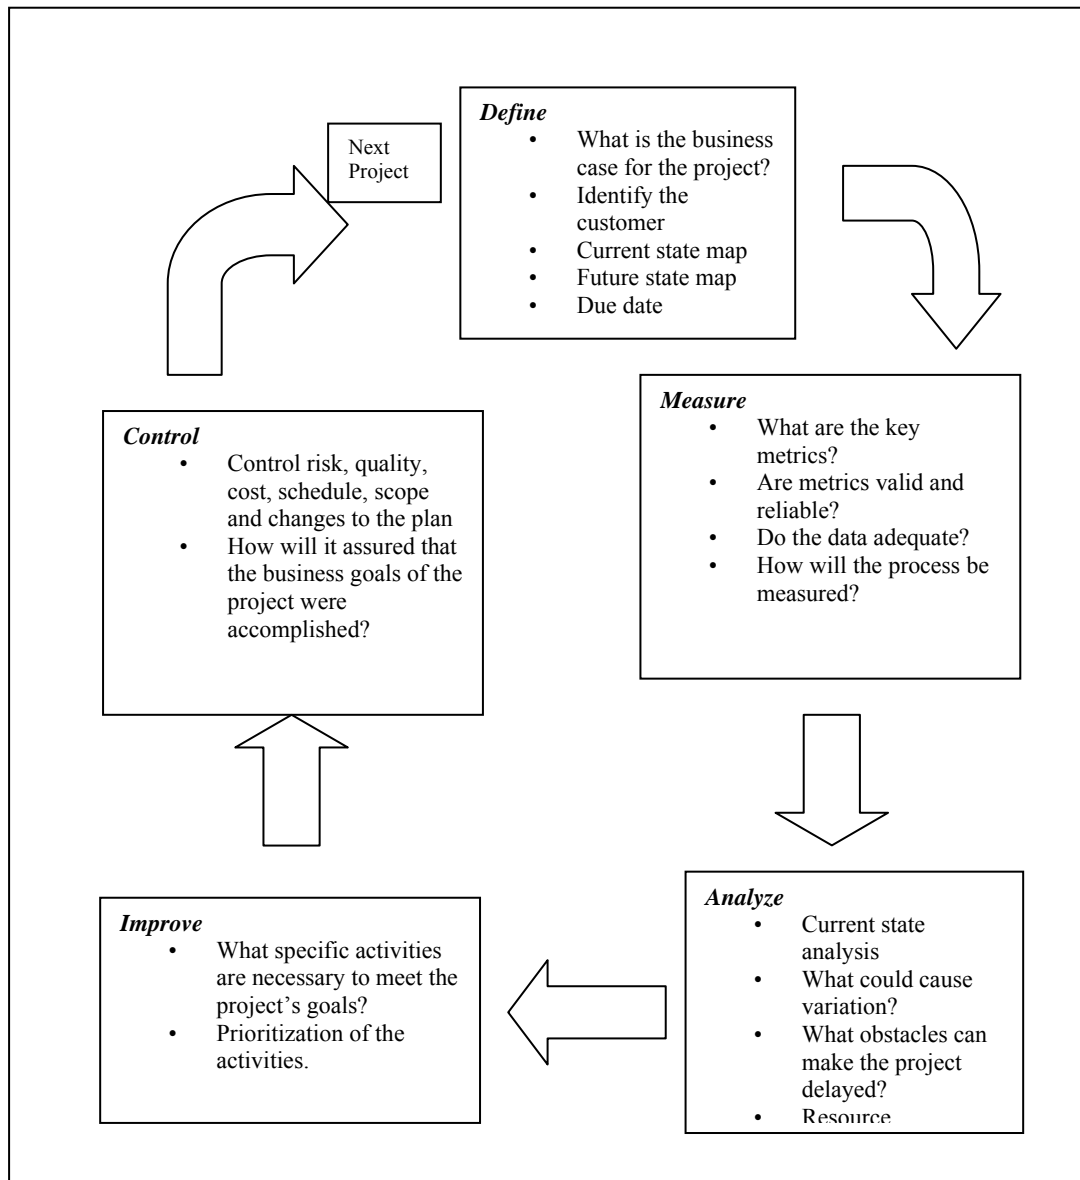 Next
Project
Define
• What is the business
case for the project?
• Identify the
customer
• Current state map
• Future state map
• Due date
Measure
• What are the key
metrics?
• Are metrics valid and
reliable?
• Do the data adequate?
• How will the process be
measured?
Analyze
• Current state
analysis
• What could cause
variation?
• What obstacles can
make the project
delayed?
• Resource
Improve
• What specific activities
are necessary to meet the
project's goals?
• Prioritization of the
activities.
Control
• Control risk, quality,
cost, schedule, scope
and changes to the plan
• How will it assured that
the business goals of the
project were
accomplished?